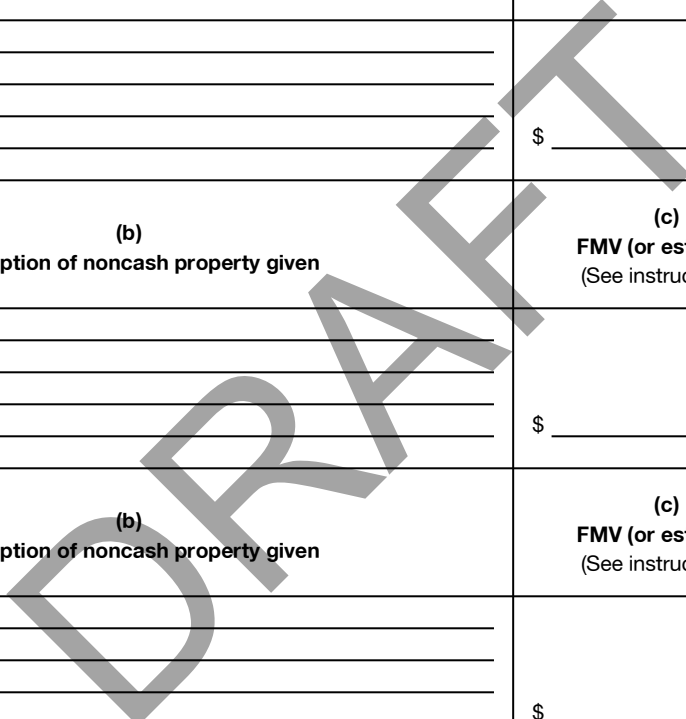 $
(b)
ption of noncash property given
(c)
FMV (or est
(See instruc
$
(b)
ption of noncash property given
(c)
FMV (or est
(See instruc
$
DRAFT